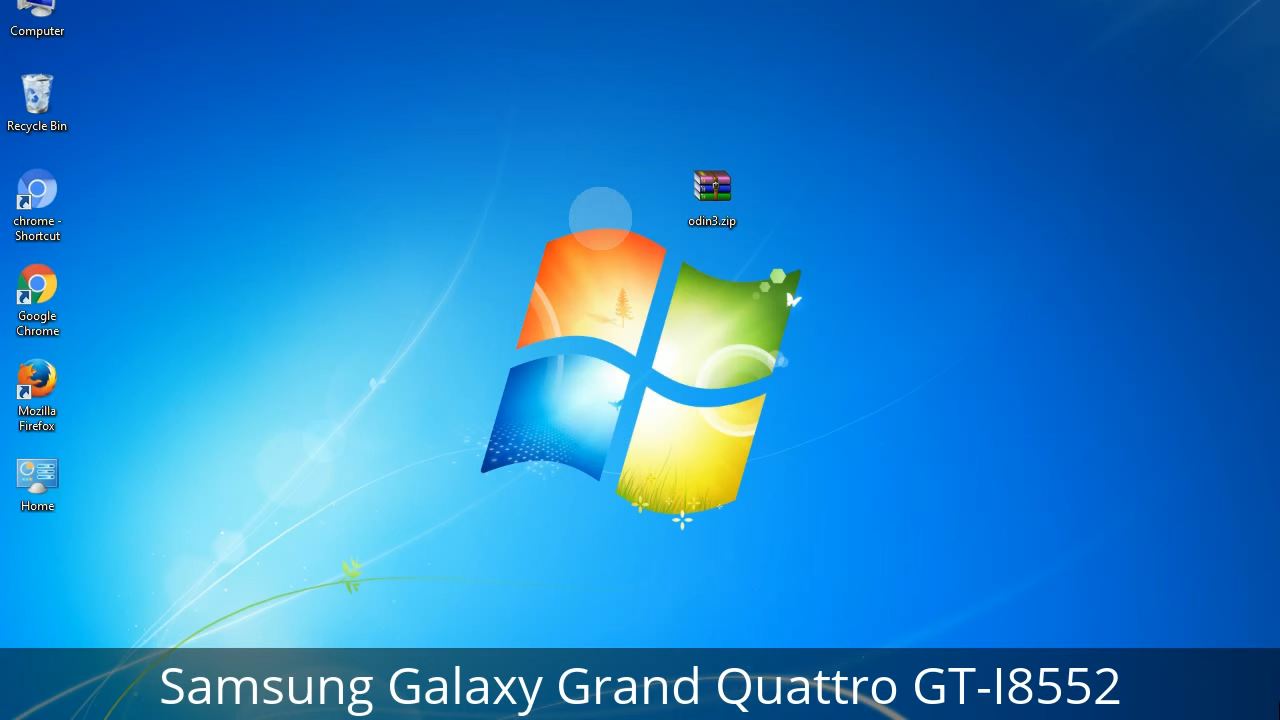 Computer
Recycle Bin
chrome -
Shortcut
Google
Chrome
Mozilla
Firefox
Home
odin3.zip
Samsung Galaxy Grand Quattro GT-I8552